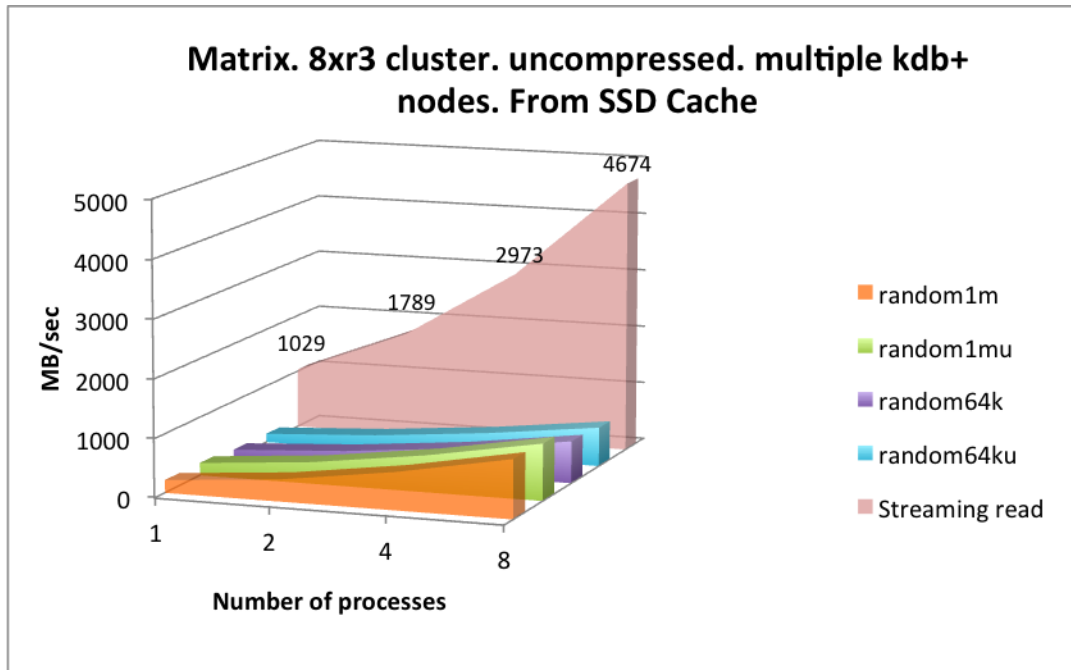 Matrix. 8xr3 cluster. uncompressed. multiple kdb+
nodes. From SSD Cache
4674
5000
4000
2973
3000
1789
1029
2000
1000
0
MB/sec
1
2
4
8
Number of processes
random1m
random1mu
random64k
random64ku
Streaming read